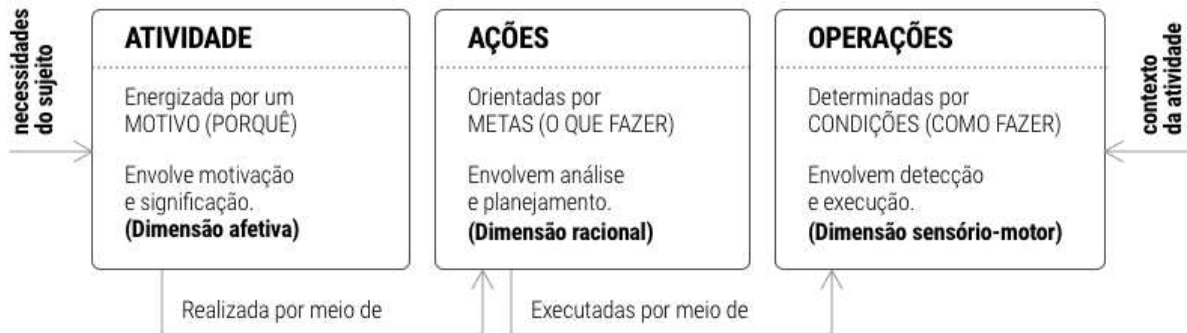 necessidades
do sujeito
ATIVIDADE
Energizada por um
MOTIVO (PORQUÊ)
Envolve motivação
e significação.
(Dimensão afetiva)
AÇÕES
Orientadas por
METAS (O QUE FAZER)
Envolvem análise
e planejamento.
(Dimensão racional)
OPERAÇÕES
Determinadas por
CONDIÇÕES (COMO FAZER)
Envolvem detecção
e execução.
(Dimensão sensório-motor)
contexto
da atividade
Realizada por meio de
Executadas por meio de